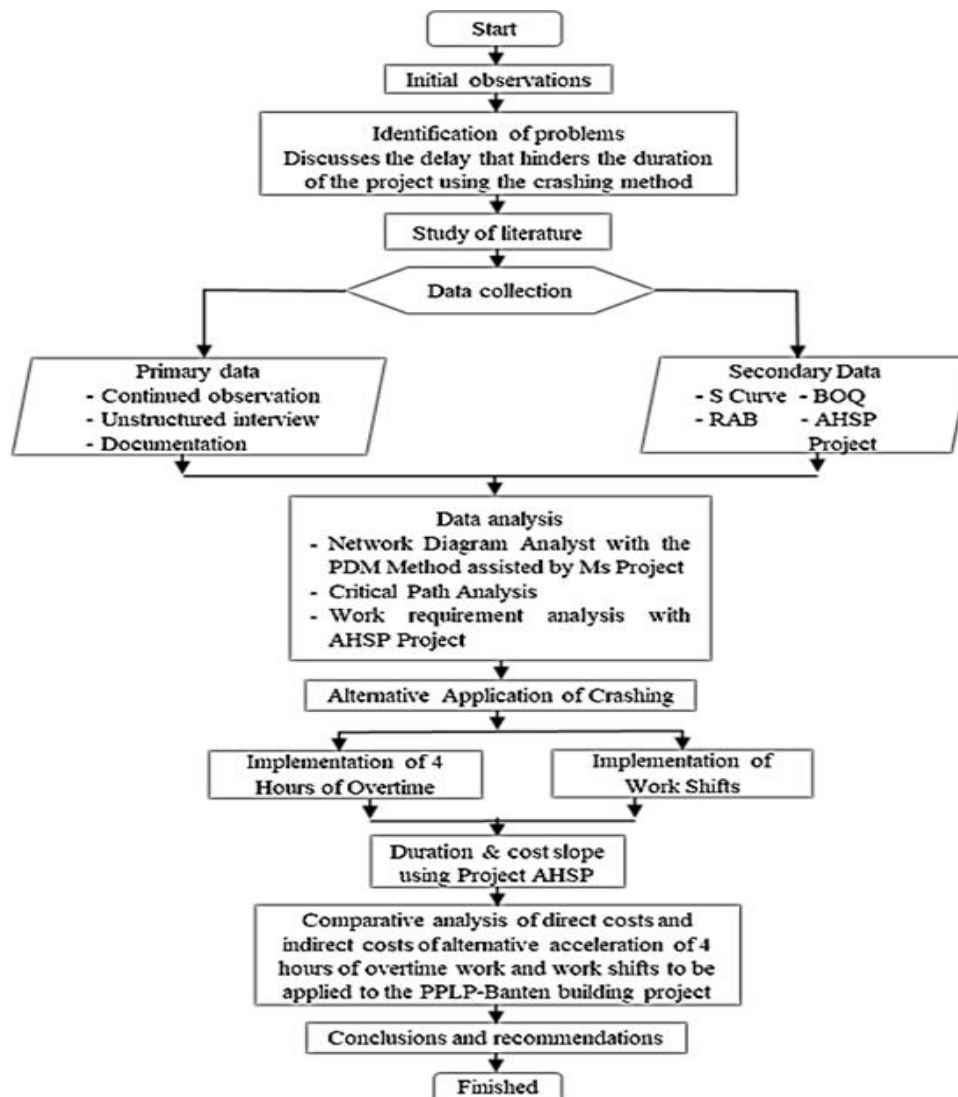 Start
Initial observations
Identification of problems
Discusses the delay that hinders the duration
of the project using the crashing method
Study of literature
Data collection
Primary data
- Continued observation
- Unstructured interview
- Documentation
Secondary Data
- S Curve - BOQ
- RAB - AHSP
Project
Data analysis
- Network Diagram Analyst with the
PDM Method assisted by Ms Project
- Critical Path Analysis
- Work requirement analysis with
AHSP Project
Alternative Application of Crashing
Implementation of 4
Hours of Overtime
Implementation of
Work Shifts
Duration & cost slope
using Project AHSP
Comparative analysis of direct costs and
indirect costs of alternative acceleration of 4
hours of overtime work and work shifts to be
applied to the PPLP-Banten building project
Conclusions and recommendations
Finished